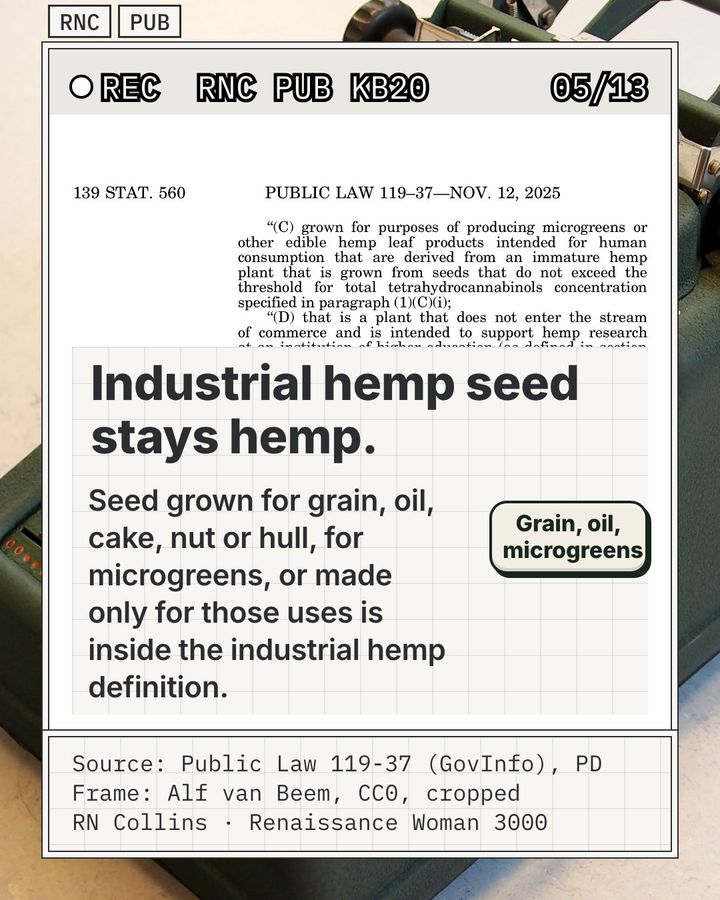 RNC PUB
REC RNC PUB KB20 05/13
139 STAT. 560 PUBLIC LAW 119–37—NOV. 12, 2025
“(C) grown for purposes of producing microgreens or
other edible hemp leaf products intended for human
consumption that are derived from an immature hemp
plant that is grown from seeds that do not exceed the
threshold for total tetrahydrocannabinols concentration
specified in paragraph (1)(C)(i);
“(D) that is a plant that does not enter the stream
of commerce and is intended to support hemp research
Industrial hemp seed
stays hemp.
Seed grown for grain, oil,
cake, nut or hull, for
microgreens, or made
only for those uses is
inside the industrial hemp
definition.
Grain, oil,
microgreens
Source: Public Law 119-37 (GovInfo), PD
Frame: Alf van Beem, CC0, cropped
RN Collins · Renaissance Woman 3000